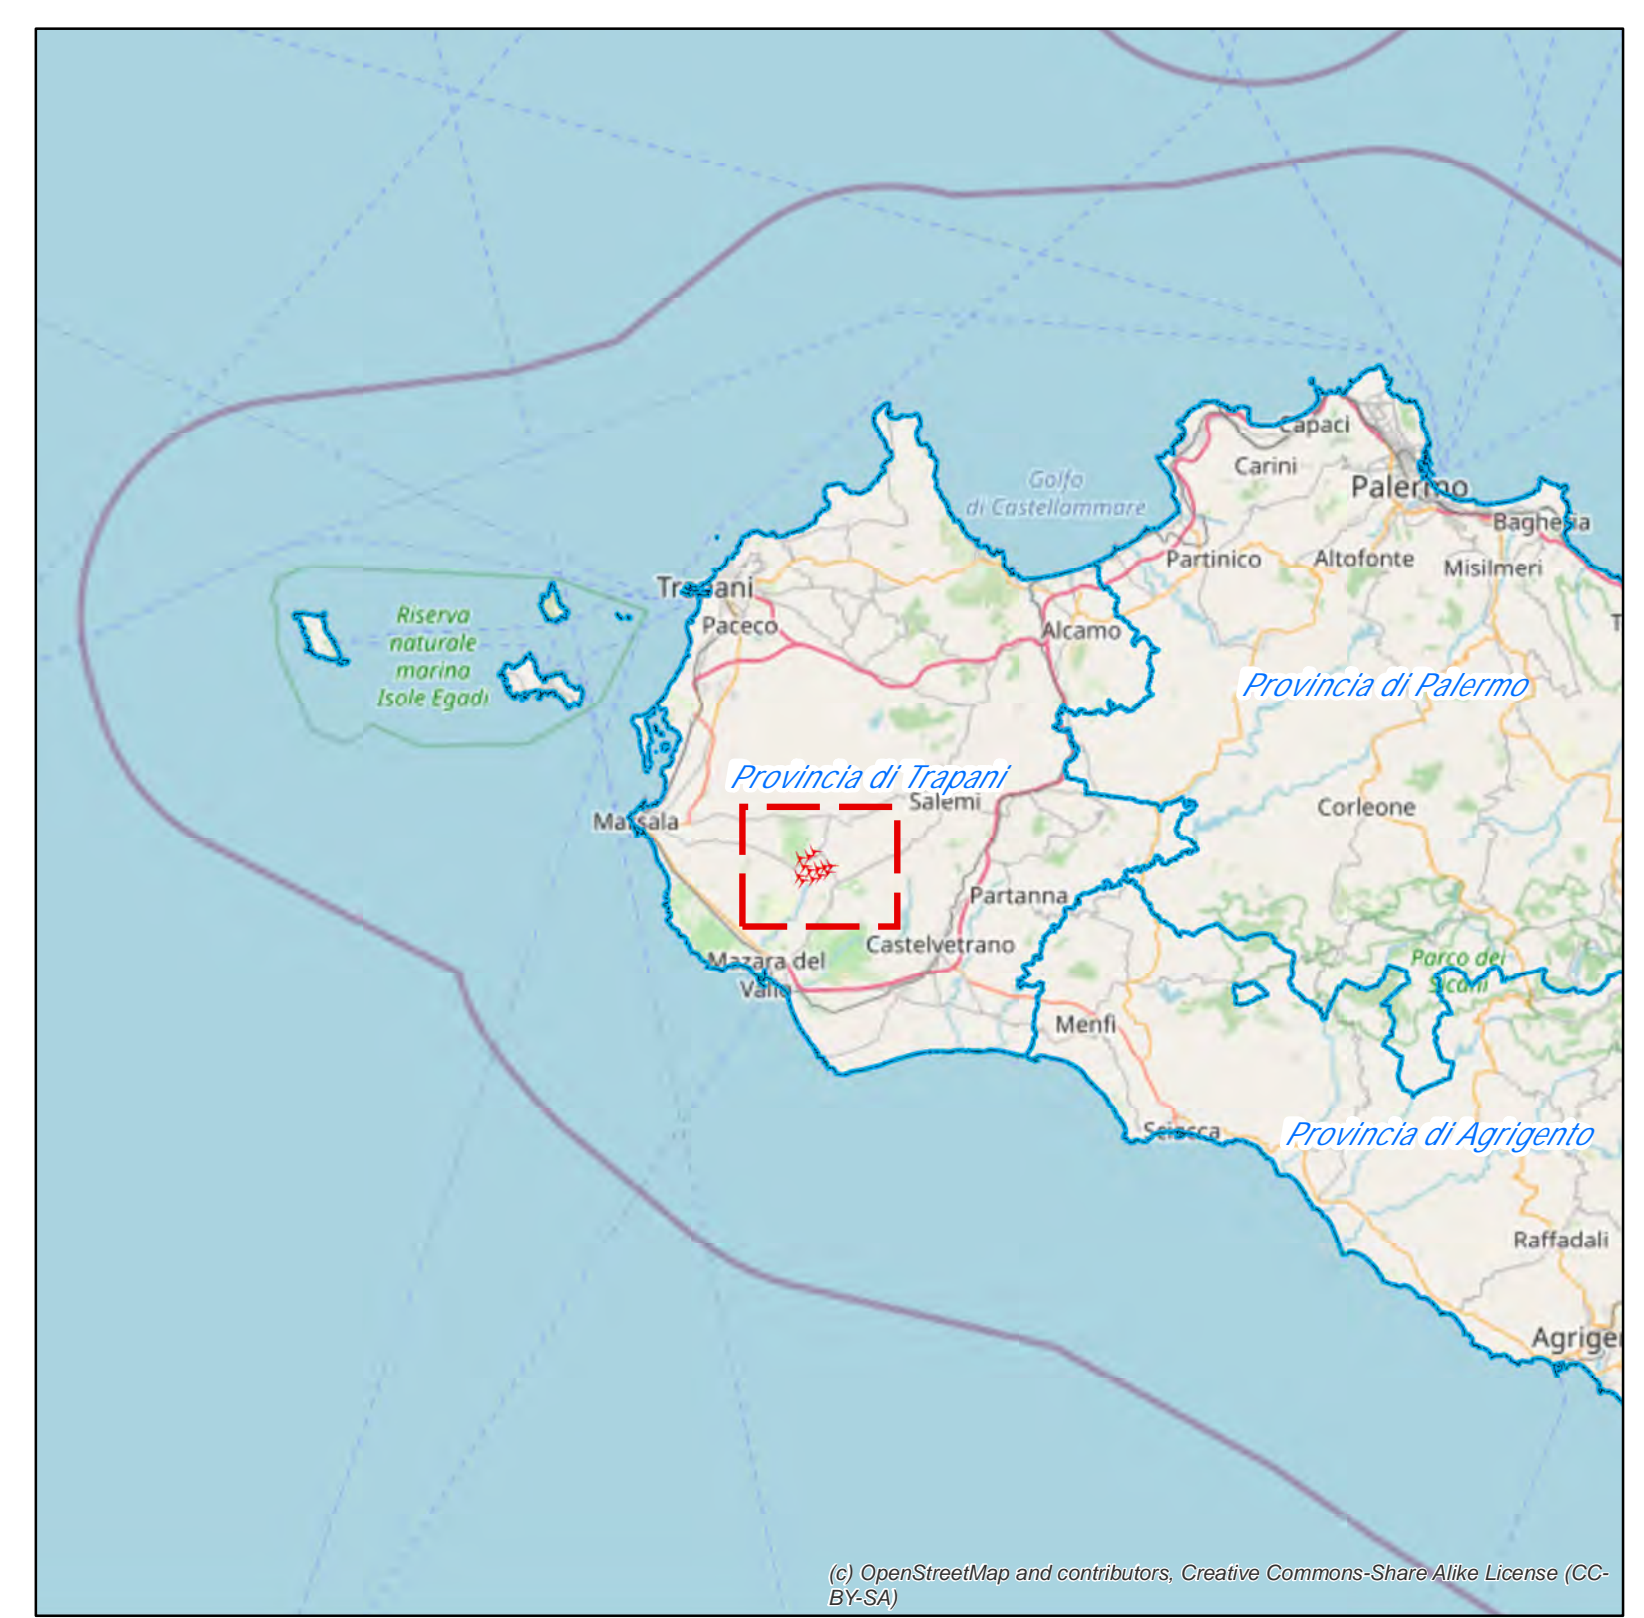 Capaci
Carini
Golfo
di Castellammare
Palermo
Bagheria
Partinico
Altofonte
Misilmeri
Trapani
Riserva
naturale
marina
Isole Egadi
Paceco
Alcamo
T
Provincia di Palermo
Provincia di Trapani
Salemi
Corleone
Marsala
Partanna
Castelvetrano
Mazara del
Vallo
Parco dei
Sicani
Menfi
Sciacca
Provincia di Agrigento
Raffadali
Agrige
(c) OpenStreetMap and contributors, Creative Commons-Share Alike License (CC-
BY-SA)